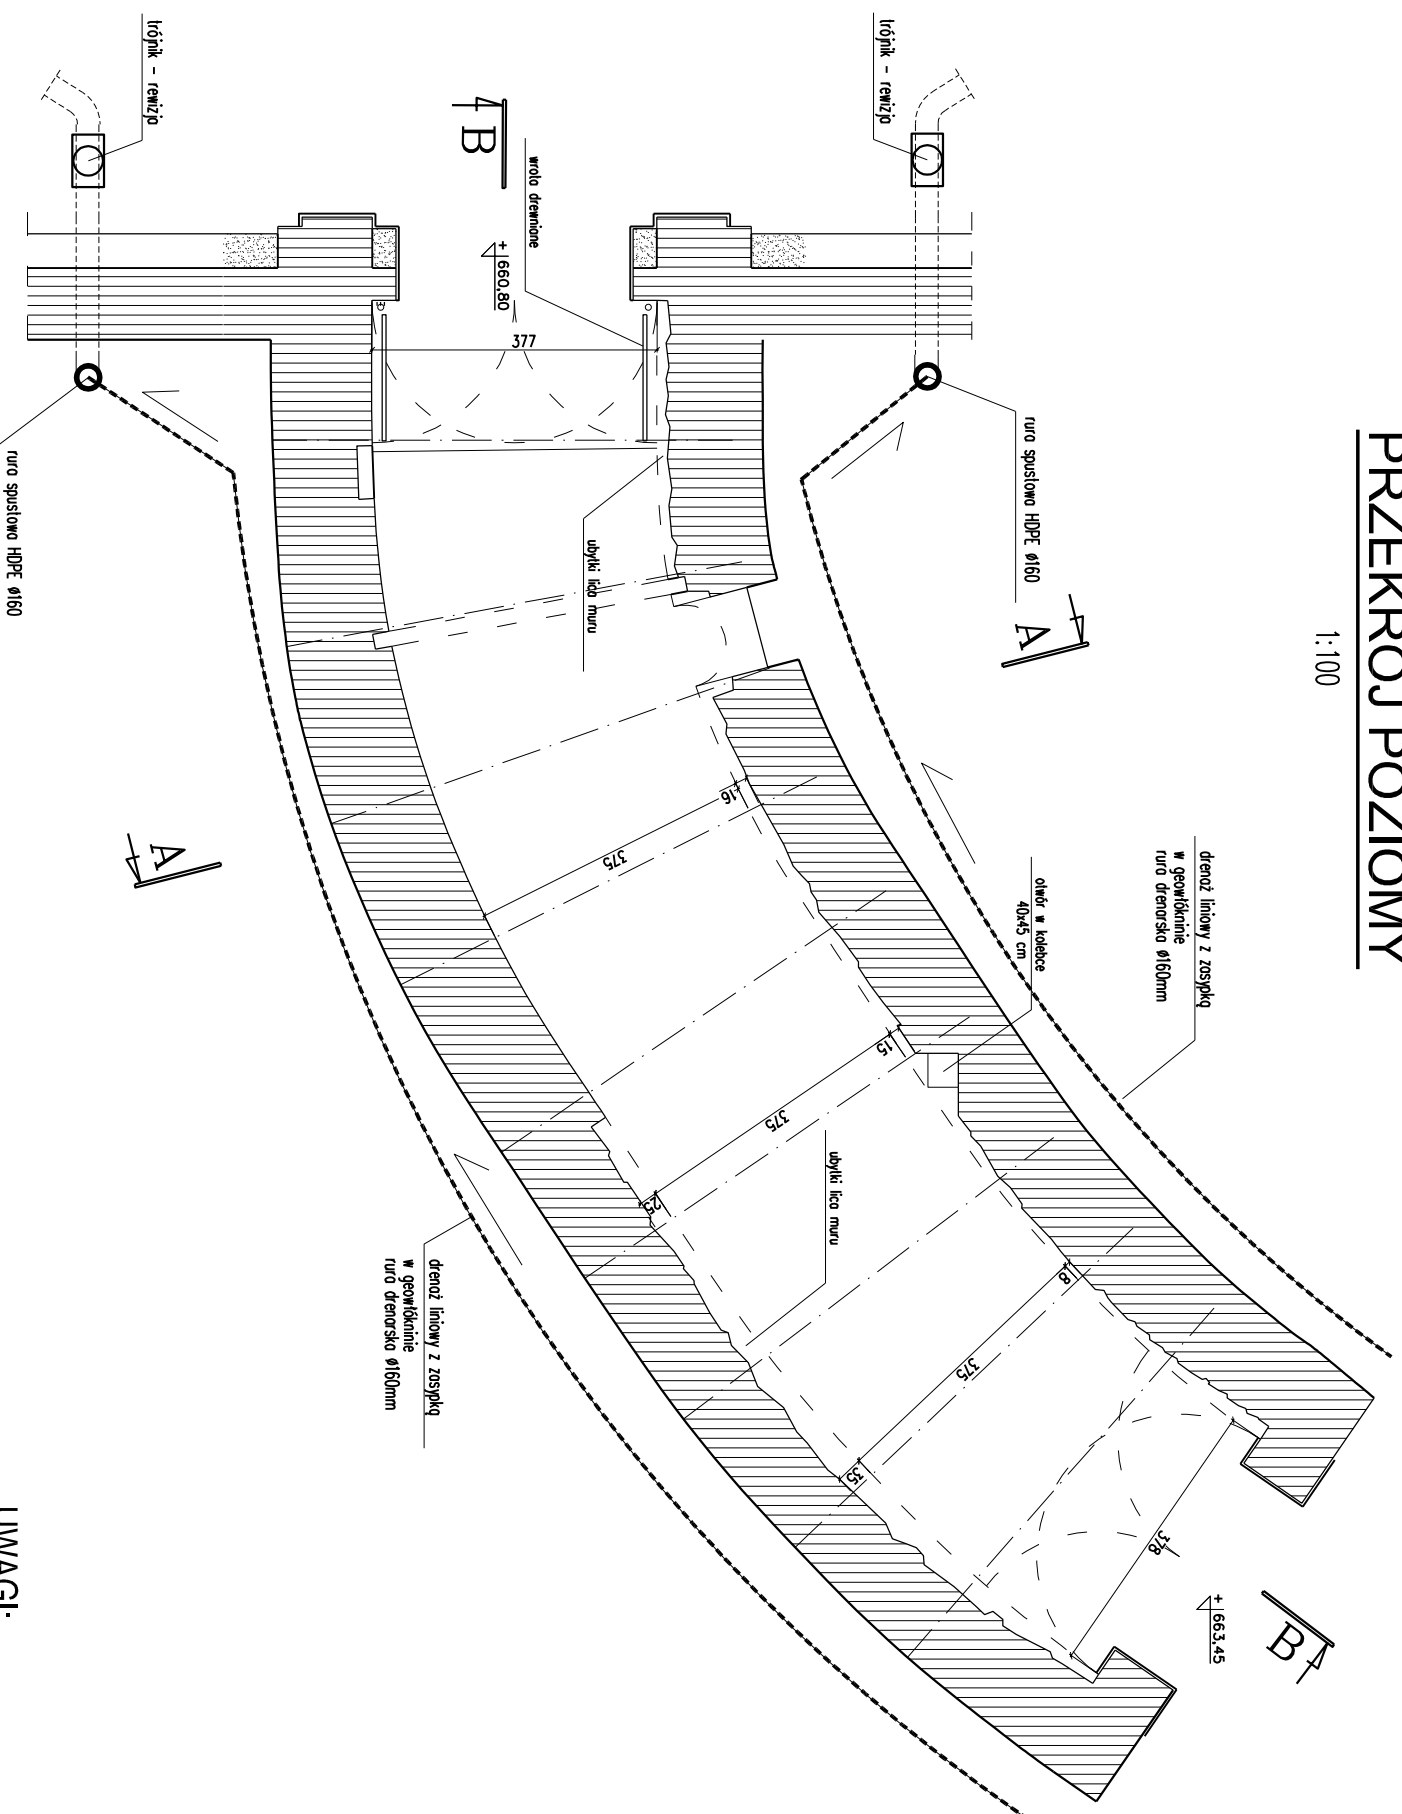 PRZEKRÓJ POZIOMY
1:100
trójnik - rewizja
trójnik - rewizja
B
wrota drewniane
+660,80
377
rura spustowa HDPE ø160
rura spustowa HDPE ø160
ubytki lica muru
A
A
16
375
otwór w kolebce
40x45 cm
drenaż liniowy z zasypką
w geowłókninie
rura drenarska ø160mm
15
375
25
ubytki lica muru
drenaż liniowy z zasypką
w geowłókninie
rura drenarska ø160mm
8
375
35
378
+663,45
B
UWAGI: